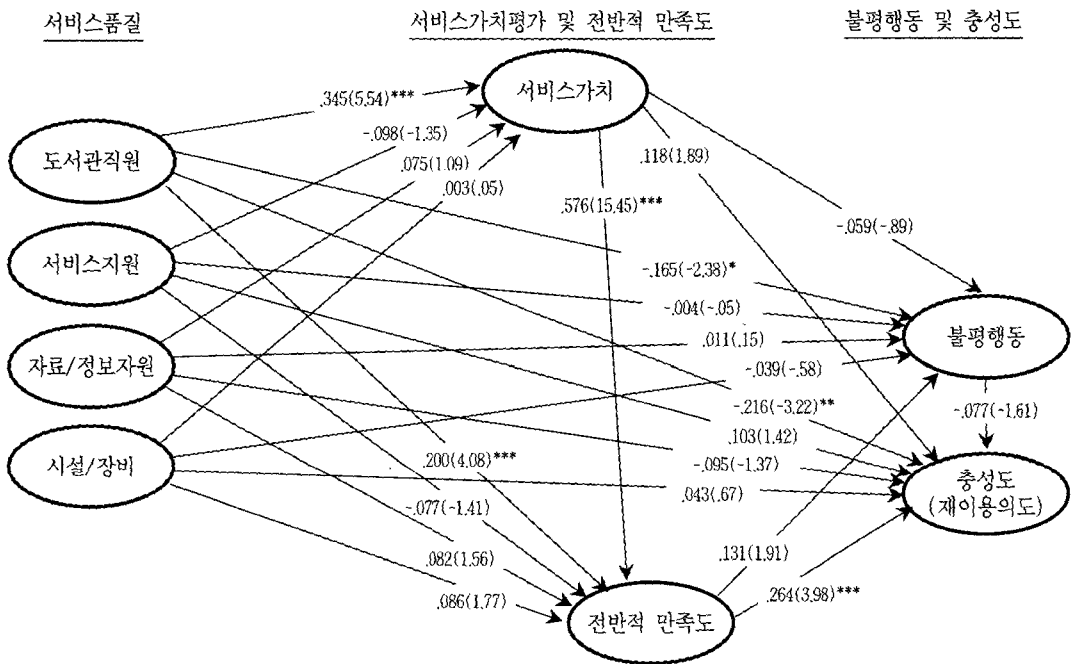 서비스품질
서비스가치평가 및 전반적 만족도
불평행동 및 충성도
서비스가치
.345(5.54)***
-.098(-1.35)
.075(1.09)
.003(.05)
.118(1.89)
도서관직원
.576(15.45)***
-.059(-.89)
서비스지원
-.165(-2.38)*
-.004(-.05)
.011(.15)
-.039(-.58)
불평행동
자료/정보자원
-.216(-3.22)**
.103(1.42)
-.095(-1.37)
.043(.67)
-.077(-1.61)
시설/장비
충성도
(재이용의도)
.200(4.08)***
-.077(-1.41)
.082(1.56)
.086(1.77)
.131(1.91)
.264(3.98)***
전반적 만족도